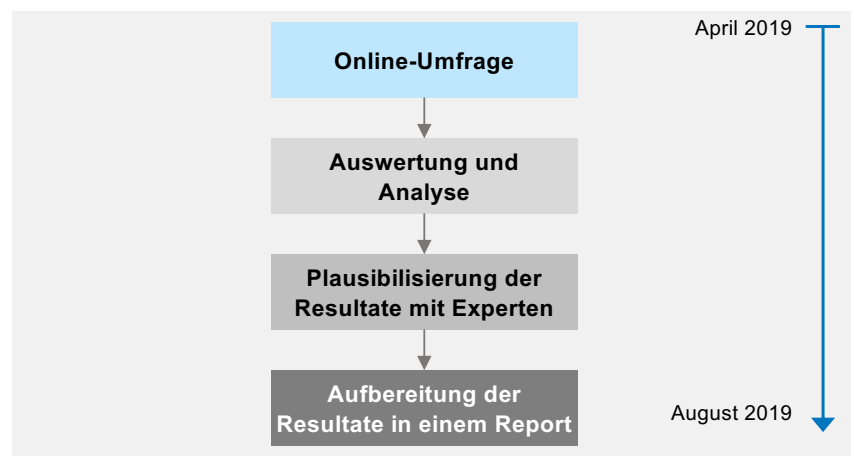 April 2019
Online-Umfrage
Auswertung und
Analyse
Plausibilisierung der
Resultate mit Experten
Aufbereitung der
Resultate in einem Report
August 2019